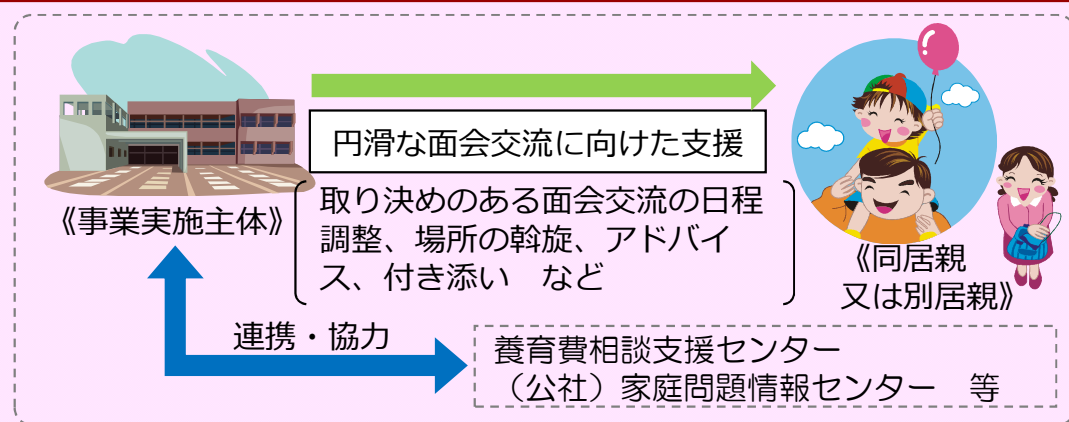 円滑な面会交流に向けた支援
《事業実施主体》
取り決めのある面会交流の日程
調整、場所の斡旋、アドバイ
ス、付き添い　など
《同居親
又は別居親》
連携・協力
養育費相談支援センター
（公社）家庭問題情報センター　等